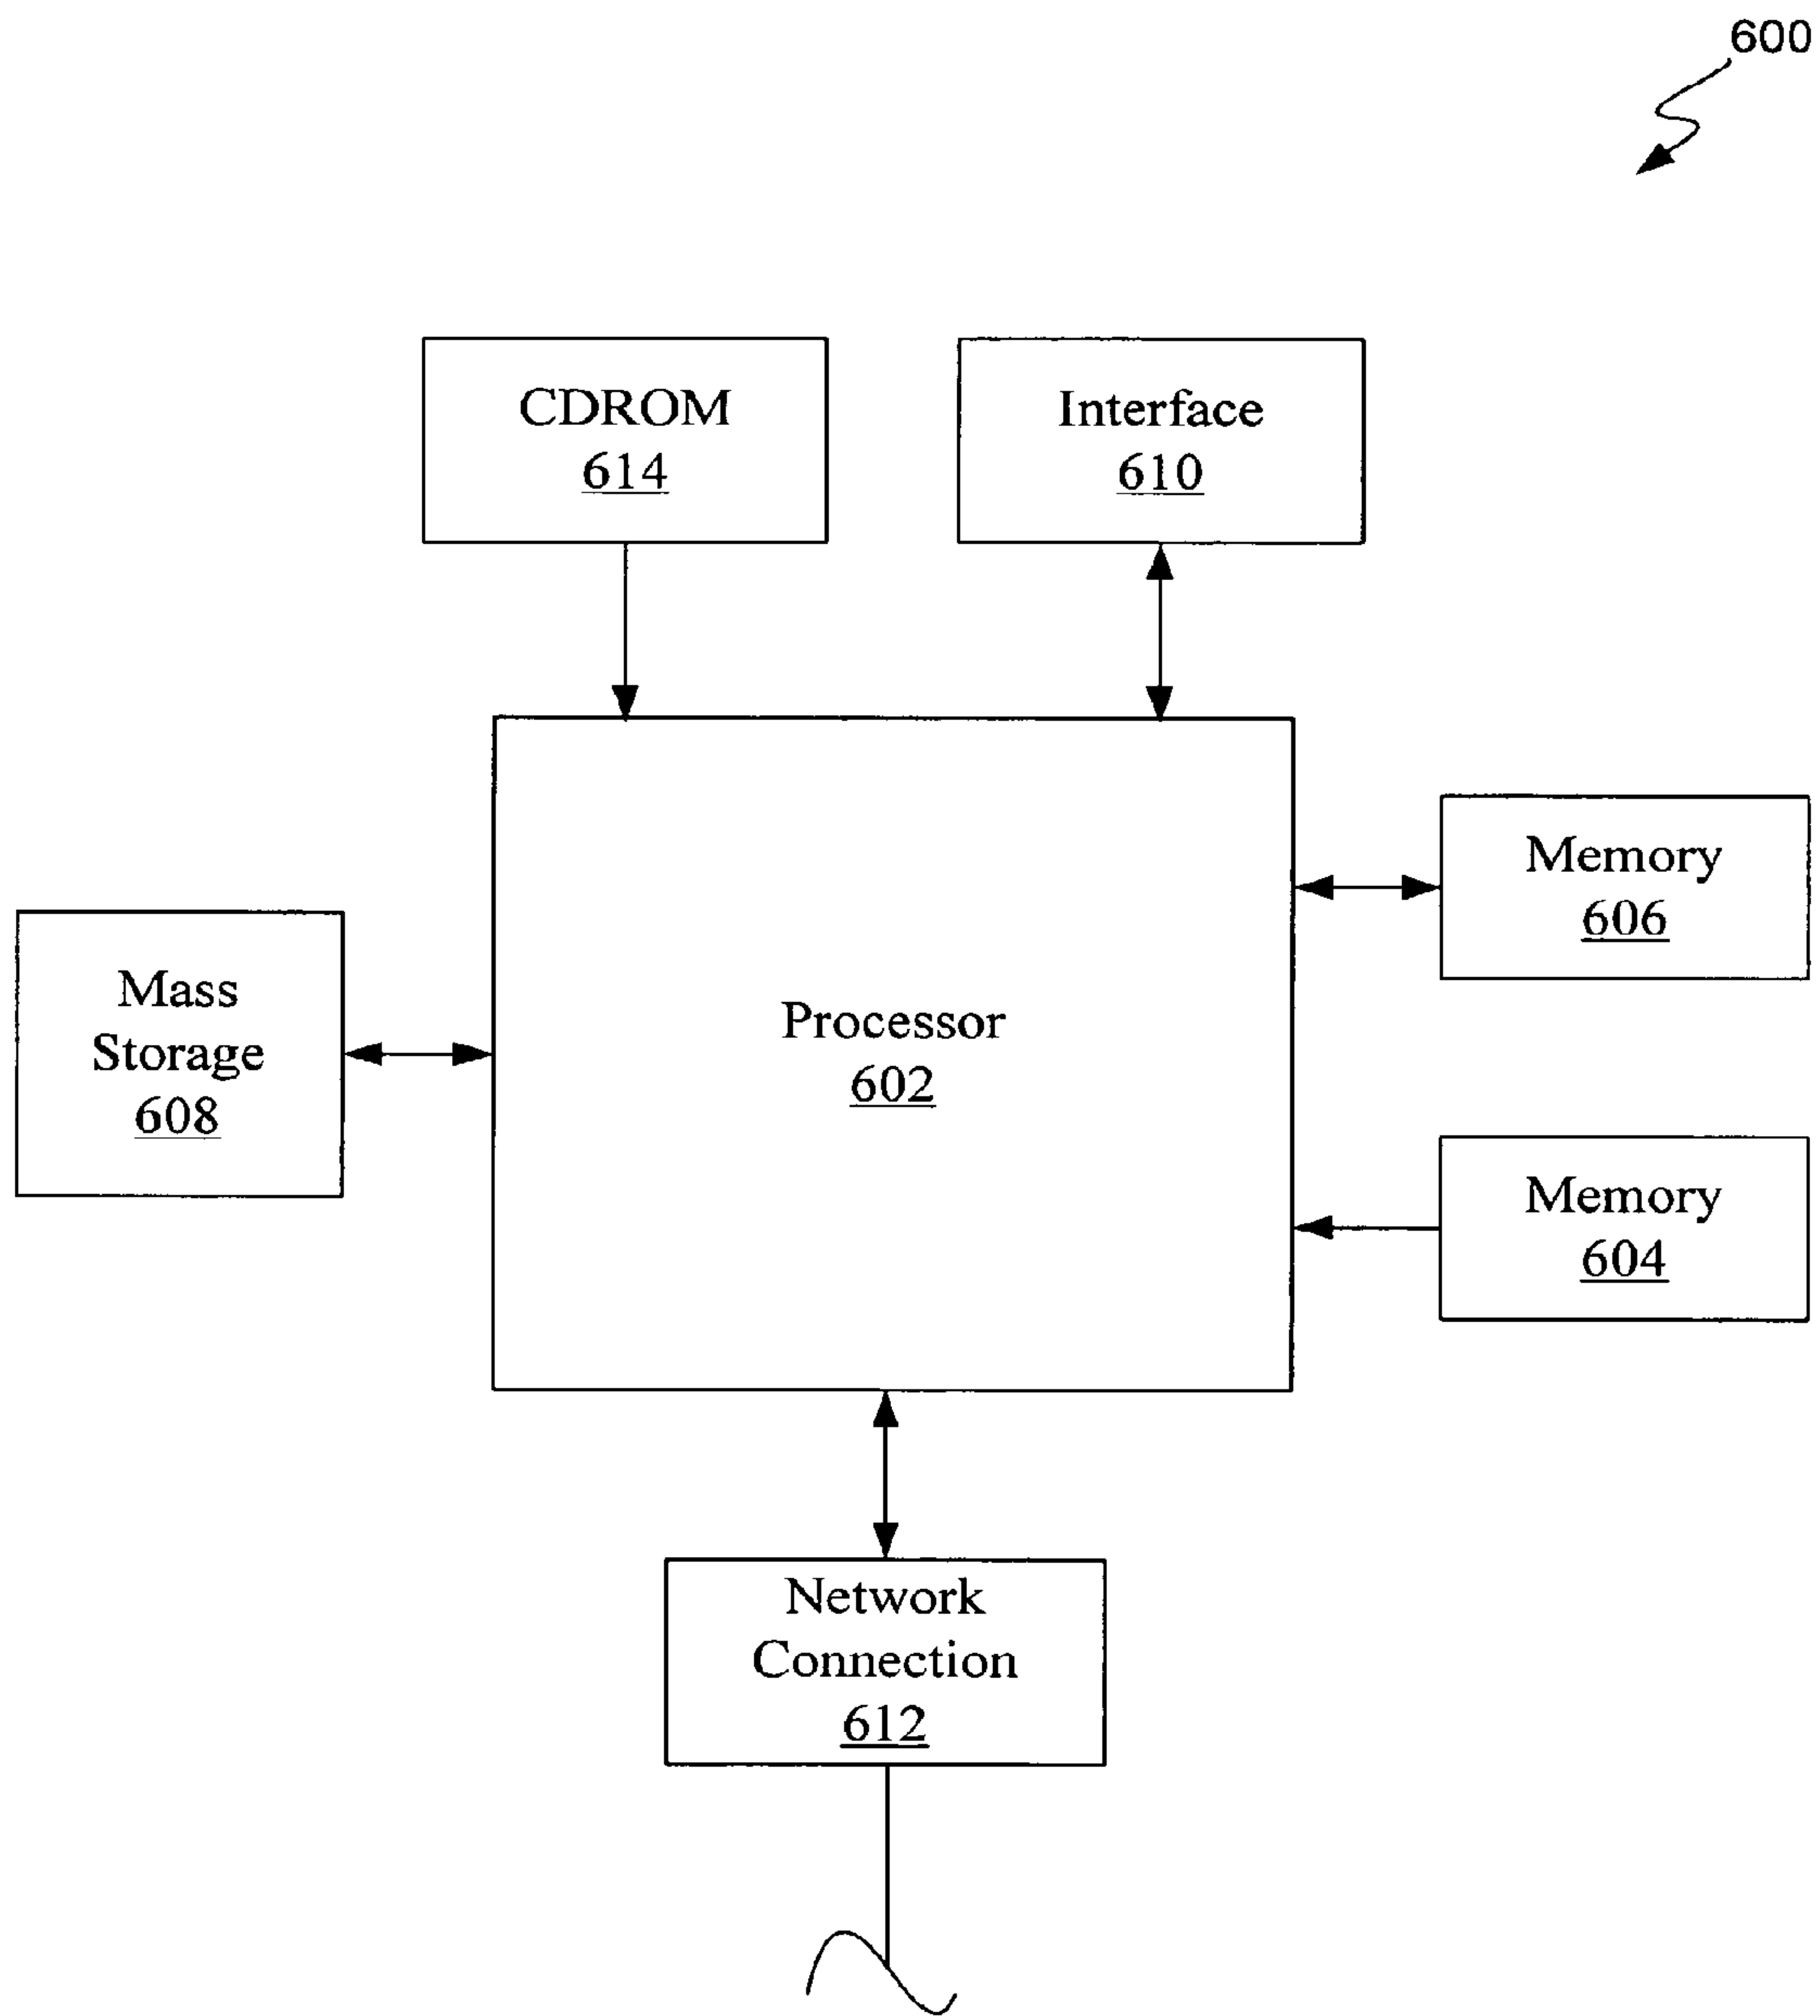 600
CDROM
614
Interface
610
Memory
606
Mass
Storage
608
Processor
602
Memory
604
Network
Connection
612